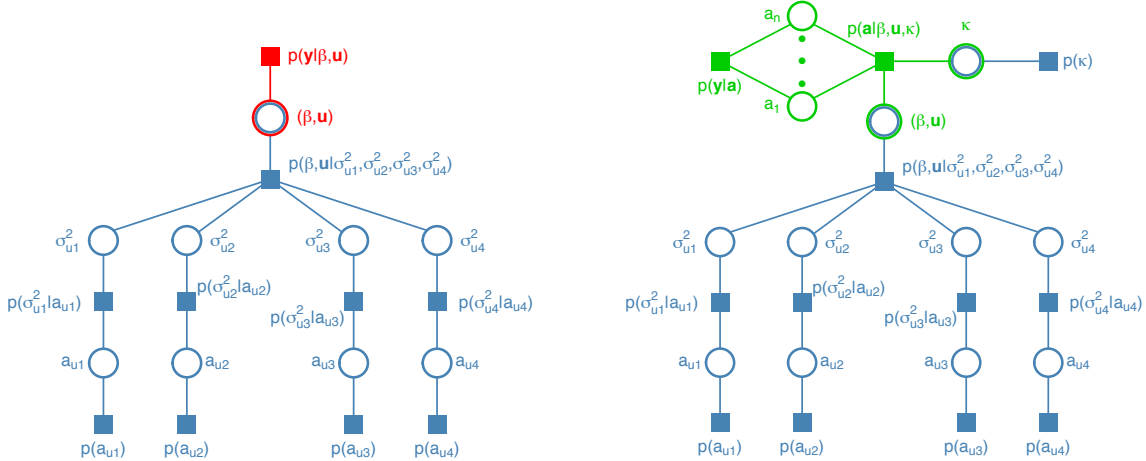 p(y|β,u)
(β,u)
p(β,u|σ²u1,σ²u2,σ²u3,σ²u4)
σ²u1
σ²u2
σ²u3
σ²u4
p(σ²u1|au1)
p(σ²u2|au2)
p(σ²u3|au3)
p(σ²u4|au4)
au1
au2
au3
au4
p(au1)
p(au2)
p(au3)
p(au4)
an
p(a|β,u,κ)
κ
p(y|a)
p(κ)
a1
(β,u)
p(β,u|σ²u1,σ²u2,σ²u3,σ²u4)
σ²u1
σ²u2
σ²u3
σ²u4
p(σ²u1|au1)
p(σ²u2|au2)
p(σ²u3|au3)
p(σ²u4|au4)
au1
au2
au3
au4
p(au1)
p(au2)
p(au3)
p(au4)